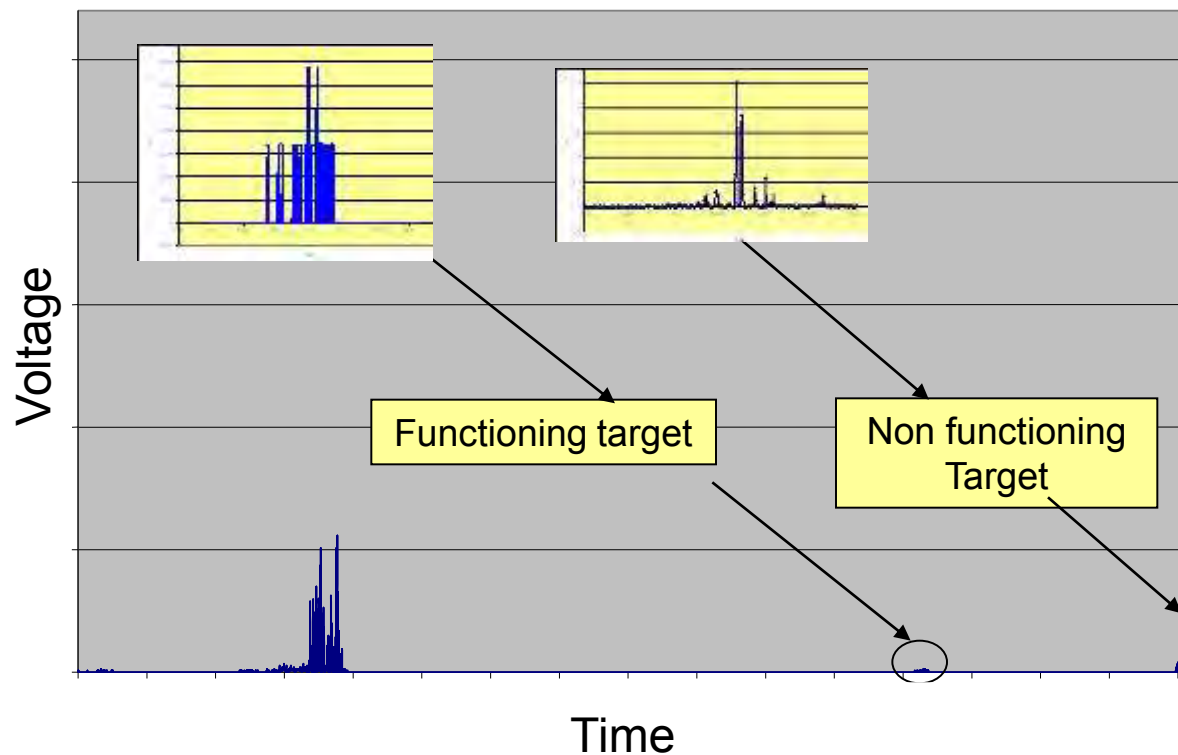 Voltage
Functioning target
Non functioning
Target
Time